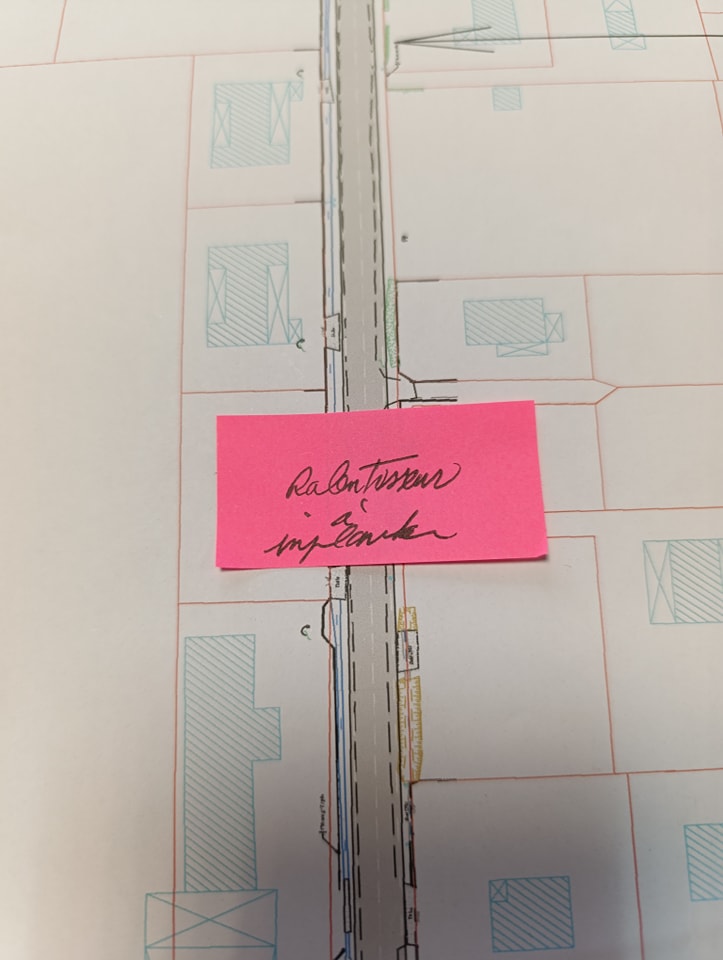 Ralentisseur
à
implanter